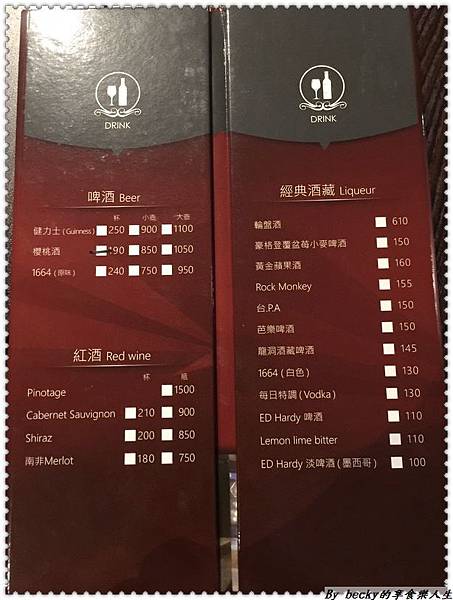 DRINK
啤酒 Beer
杯 小壺 大壺
健力士 (Guinness) 250 900 1100
櫻桃酒 90 850 1050
1664 (原味) 240 750 950
紅酒 Red wine
杯 瓶
Pinotage 1500
Cabernet Sauvignon 210 900
Shiraz 200 850
南非Merlot 180 750
DRINK
經典酒藏 Liqueur
輪盤酒 610
豪格登覆盆苺小麥啤酒 150
黃金蘋果酒 160
Rock Monkey 155
台.P.A 150
芭樂啤酒 150
龍洞酒藏啤酒 145
1664 (白色) 130
每日特調 (Vodka) 130
ED Hardy 啤酒 110
Lemon lime bitter 110
ED Hardy 淡啤酒 (墨西哥) 100
By becky的享食樂人生